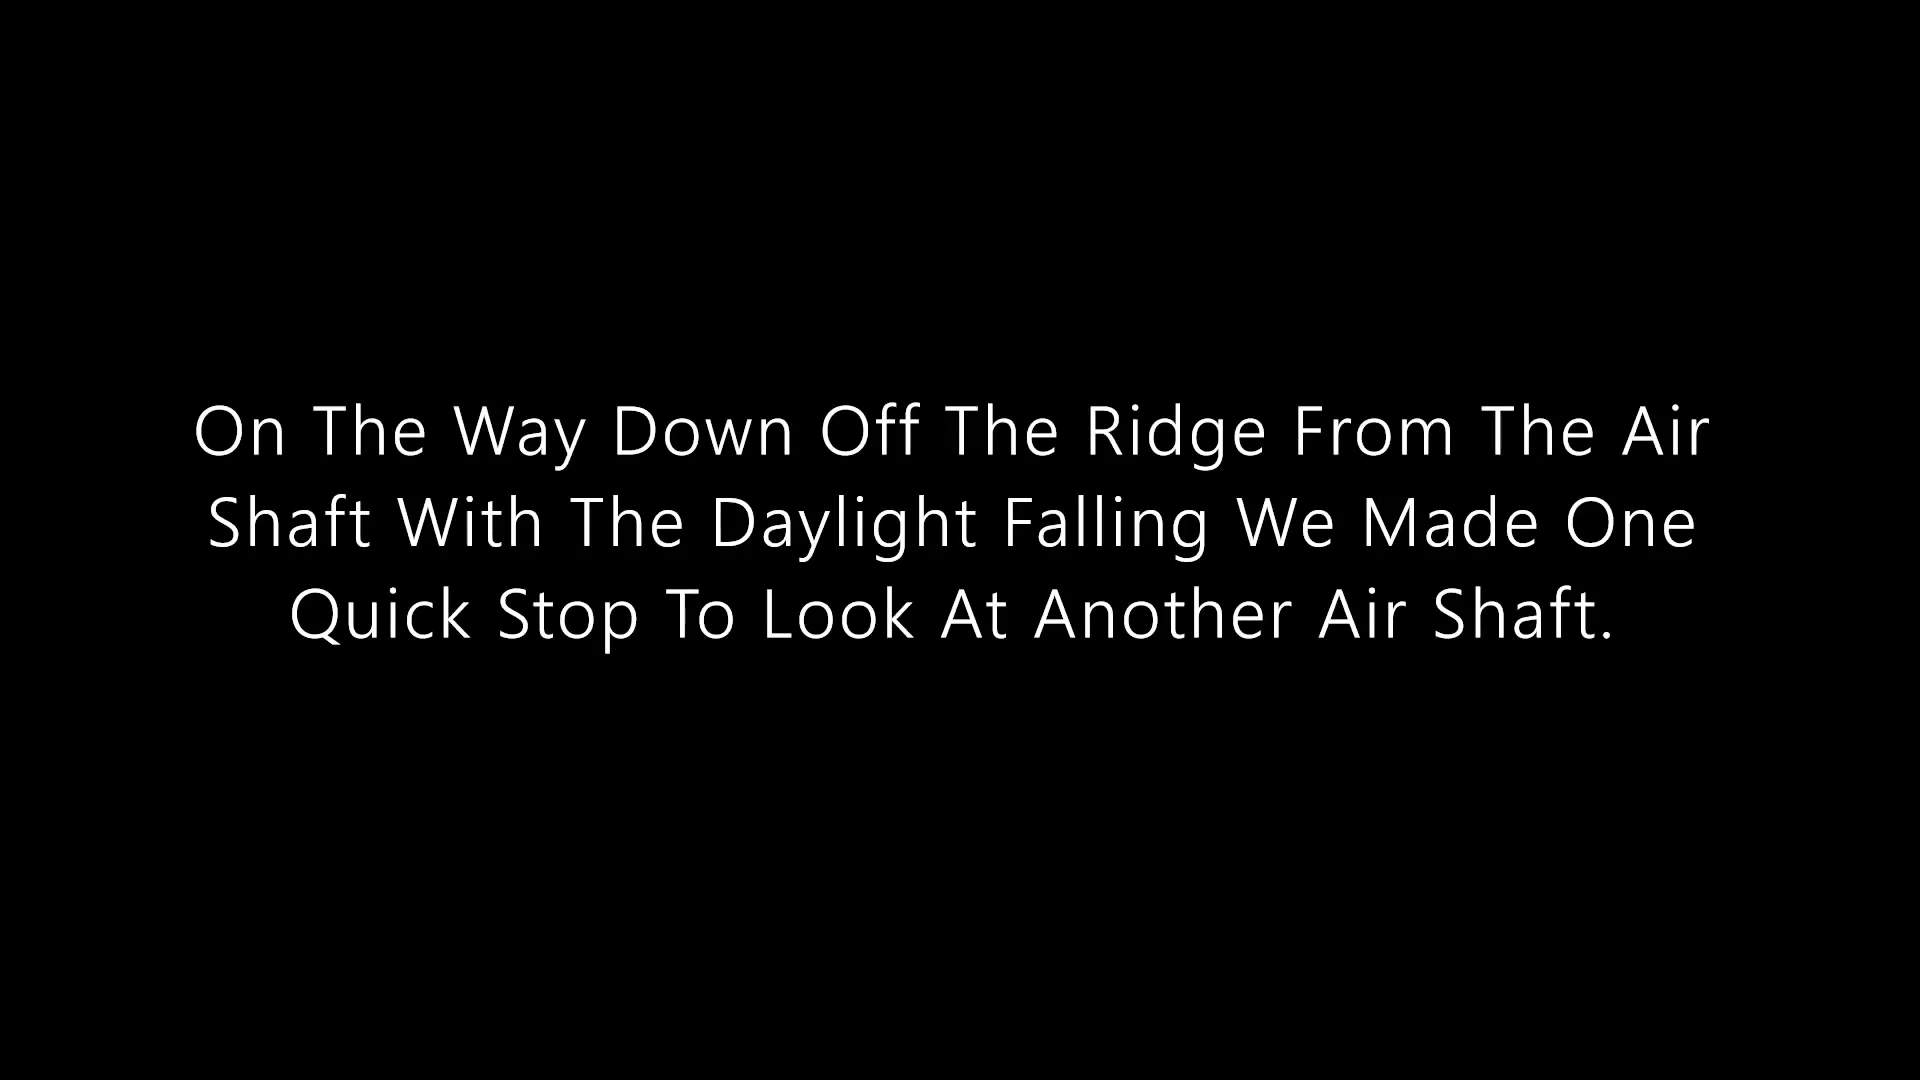 On The Way Down Off The Ridge From The Air
Shaft With The Daylight Falling We Made One
Quick Stop To Look At Another Air Shaft.